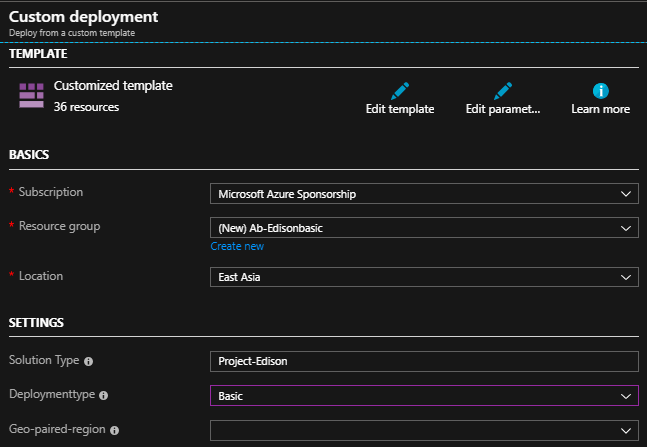 Custom deployment
Deploy from a custom template
TEMPLATE
Customized template
36 resources
Edit template
Edit paramet...
Learn more
BASICS
* Subscription
Microsoft Azure Sponsorship
* Resource group
(New) Ab-Edisonbasic
Create new
* Location
East Asia
SETTINGS
Solution Type
Project-Edison
Deploymenttype
Basic
Geo-paired-region